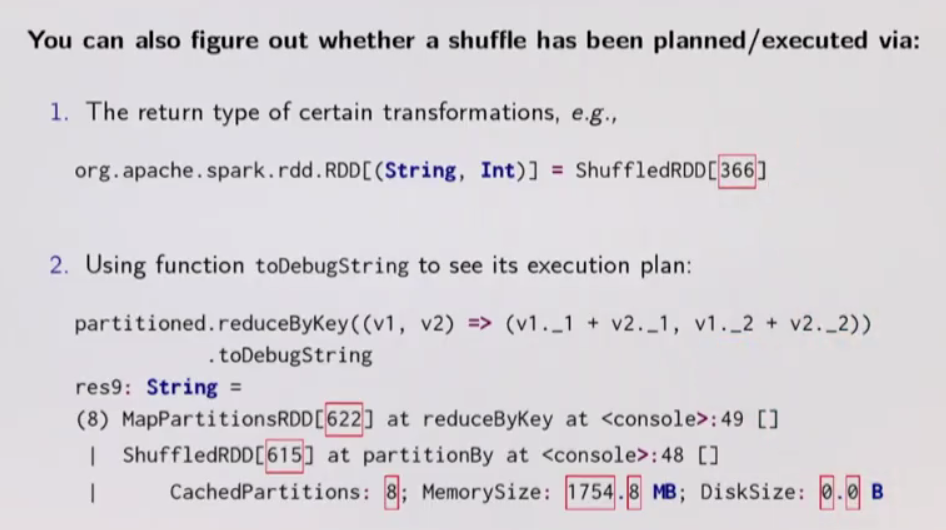 You can also figure out whether a shuffle has been planned/executed via:
1. The return type of certain transformations, e.g.,
org.apache.spark.rdd.RDD[(String, Int)] = ShuffledRDD[366]
2. Using function toDebugString to see its execution plan:
partitioned.reduceByKey((v1, v2) => (v1._1 + v2._1, v1._2 + v2._2))
.toDebugString
res9: String =
(8) MapPartitionsRDD[622] at reduceByKey at <console>:49 []
| ShuffledRDD[615] at partitionBy at <console>:48 []
| CachedPartitions: 8; MemorySize: 1754.8 MB; DiskSize: 0.0 B